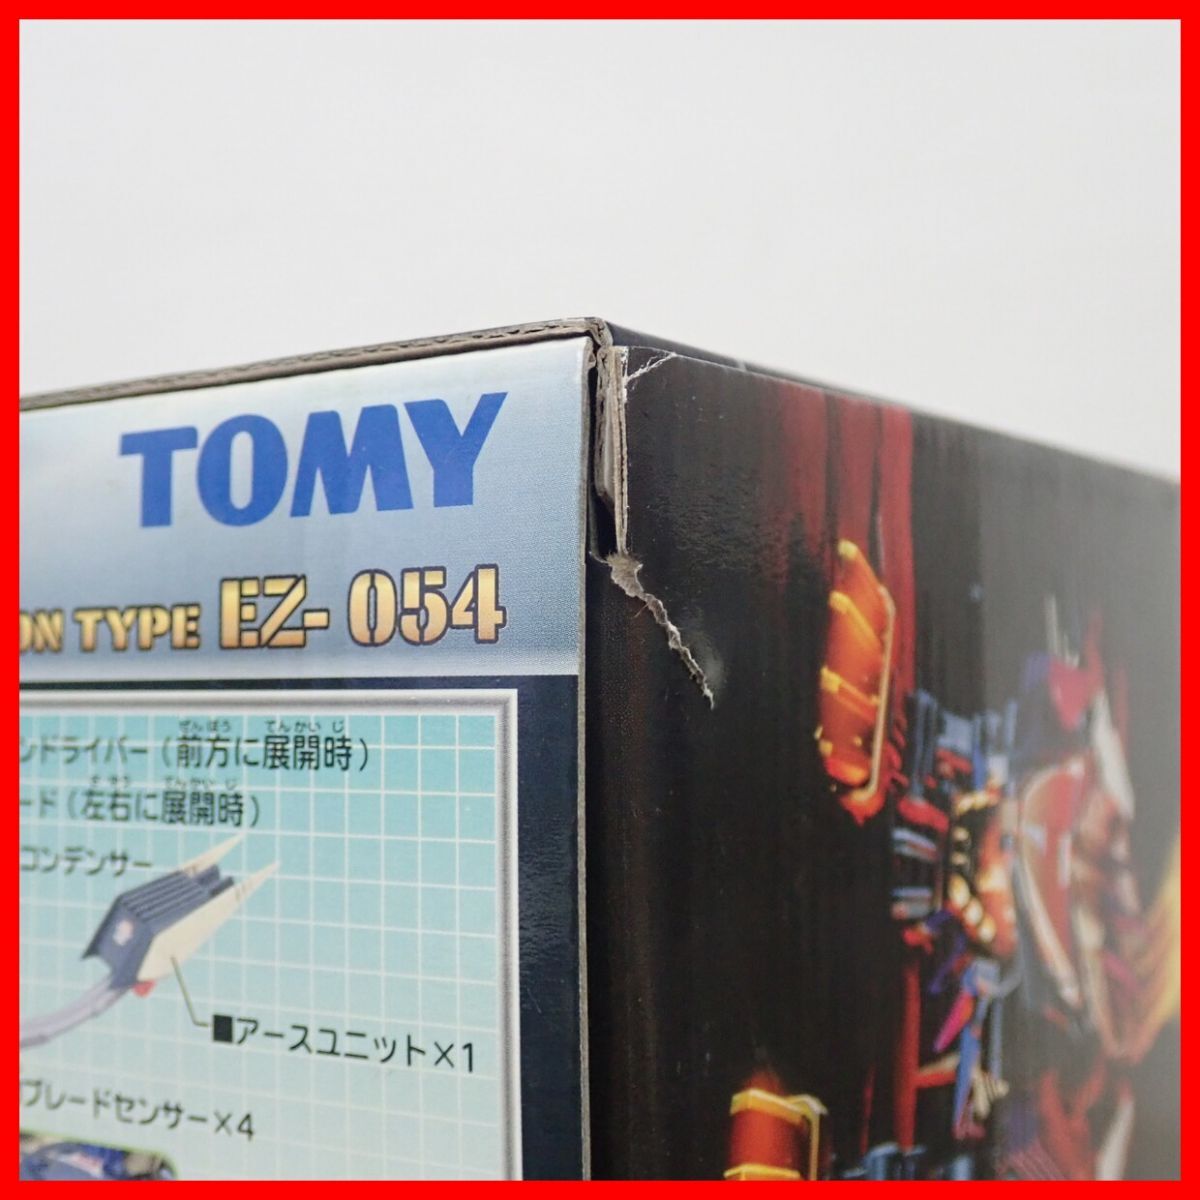 TOMY
TYPE EZ-054
ンドライバー(前方に展開時)
ード(左右に展開時)
コンデンサー
■アースユニット×1
ブレードセンサー×4